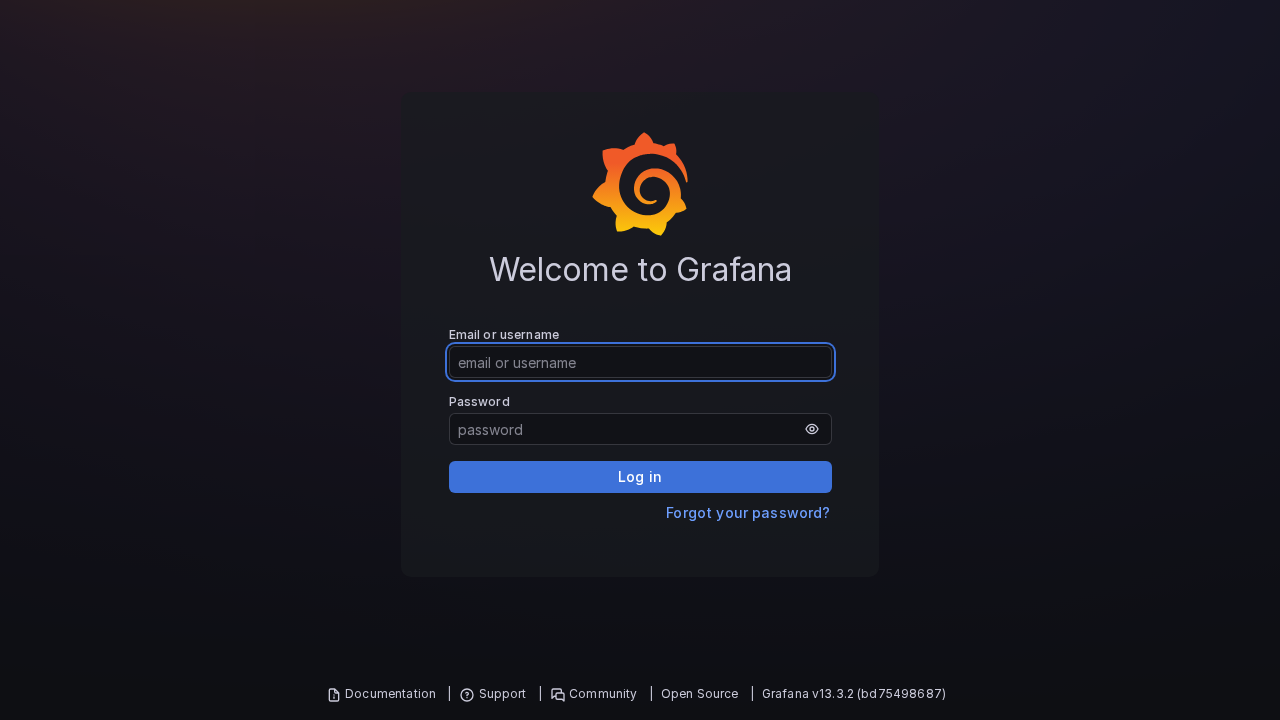 Welcome to Grafana
Email or username
email or username
Password
password
Log in
Forgot your password?
Documentation | Support | Community | Open Source | Grafana v13.3.2 (bd75498687)